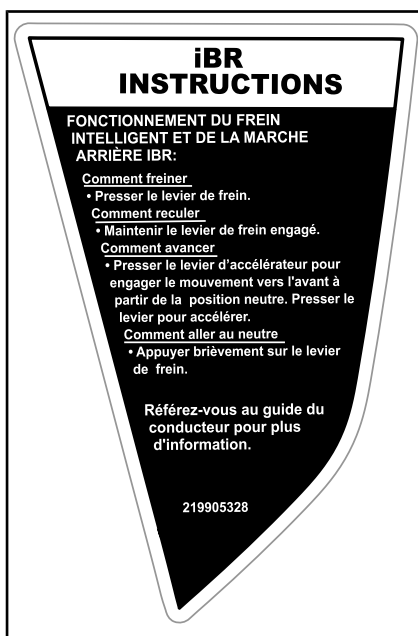 iBR
INSTRUCTIONS
FONCTIONNEMENT DU FREIN
INTELLIGENT ET DE LA MARCHE
ARRIÈRE IBR:
Comment freiner
• Presser le levier de frein.
Comment reculer
• Maintenir le levier de frein engagé.
Comment avancer
• Presser le levier d'accélérateur pour
engager le mouvement vers l'avant à
partir de la position neutre. Presser le
levier pour accélérer.
Comment aller au neutre
• Appuyer brièvement sur le levier
de frein.
Référez-vous au guide du
conducteur pour plus
d'information.
219905328